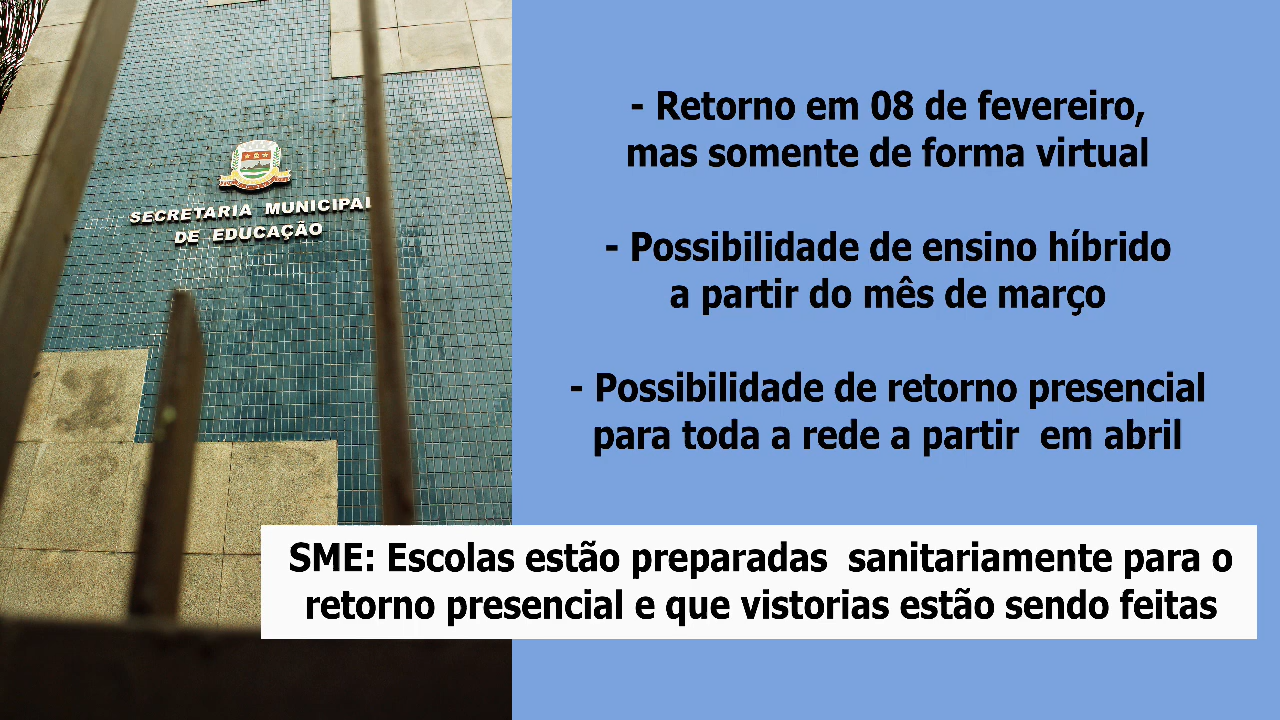 SECRETARIA MUNICIPAL
DE EDUCAÇÃO
- Retorno em 08 de fevereiro,
mas somente de forma virtual
- Possibilidade de ensino híbrido
a partir do mês de março
- Possibilidade de retorno presencial
para toda a rede a partir  em abril
SME: Escolas estão preparadas  sanitariamente para o
retorno presencial e que vistorias estão sendo feitas